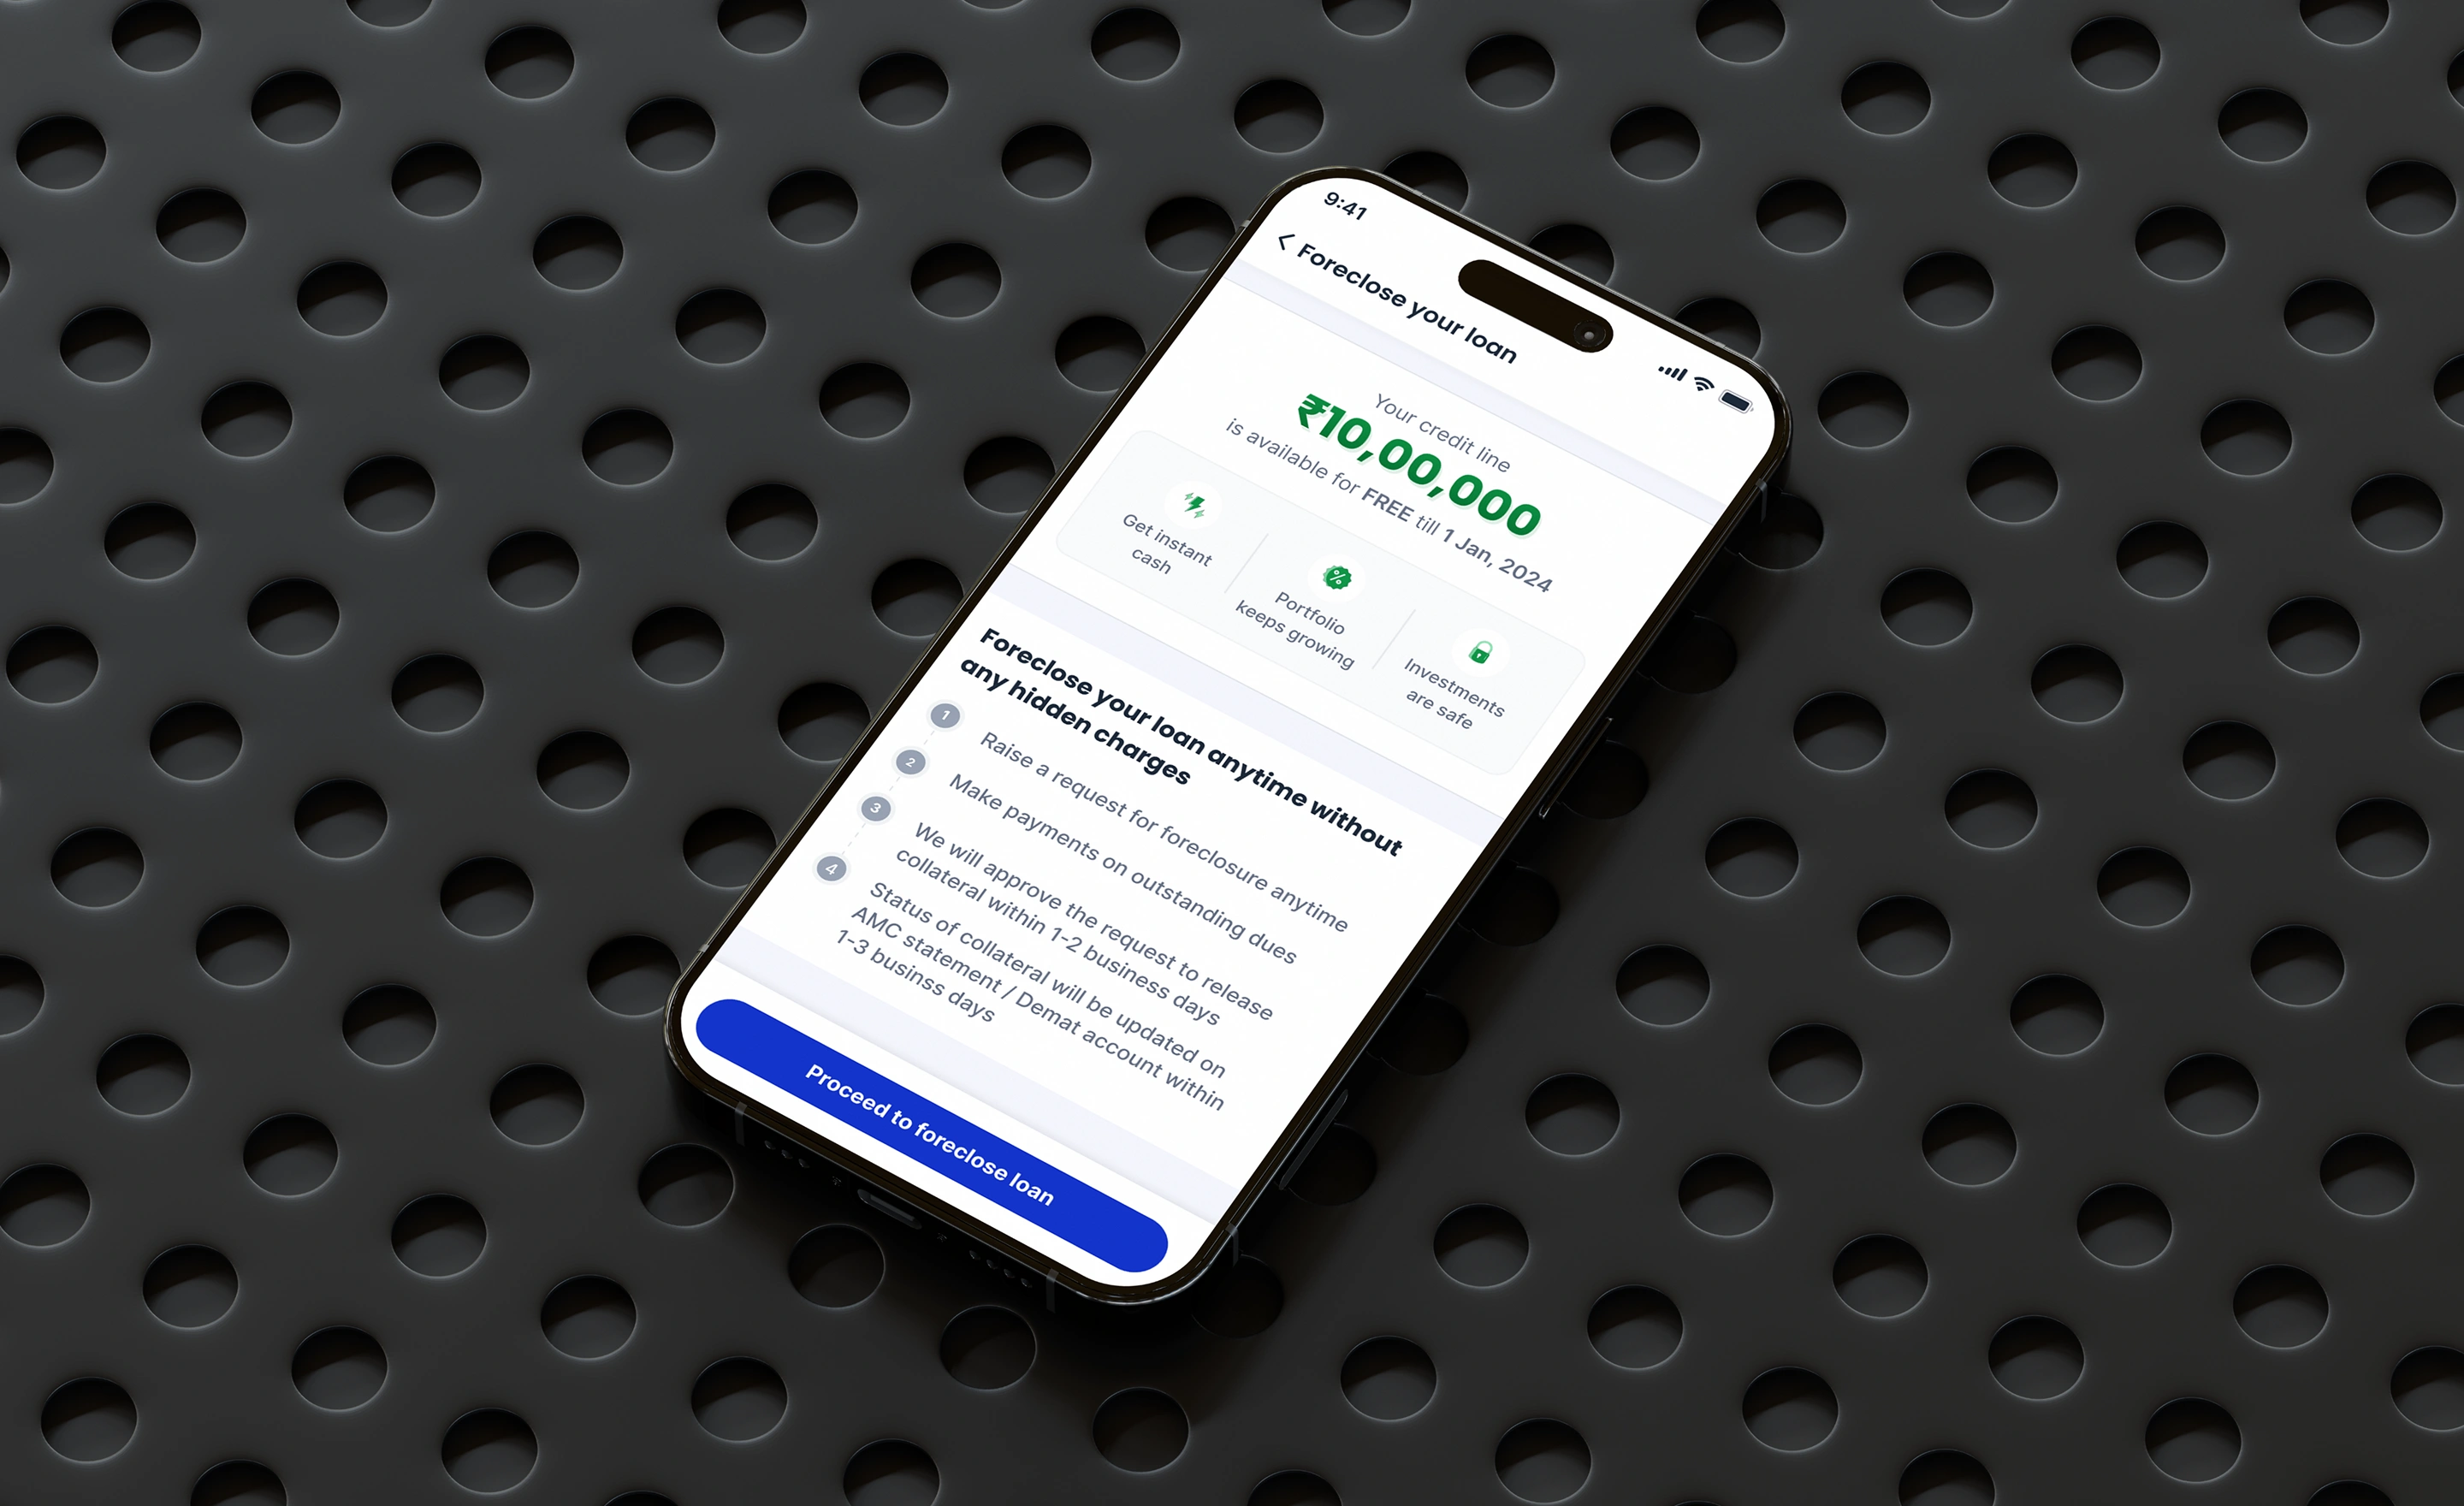 9:41
Foreclose your loan
Your credit line
₹10,00,000
is available for FREE till 1 Jan, 2024
Get instant
cash
Portfolio
keeps growing
Investments
are safe
Foreclose your loan anytime without
any hidden charges
1
Raise a request for foreclosure anytime
2
Make payments on outstanding dues
3
We will approve the request to release
collateral within 1-2 business days
4
Status of collateral will be updated on
AMC statement / Demat account within
1-3 businss days
Proceed to foreclose loan